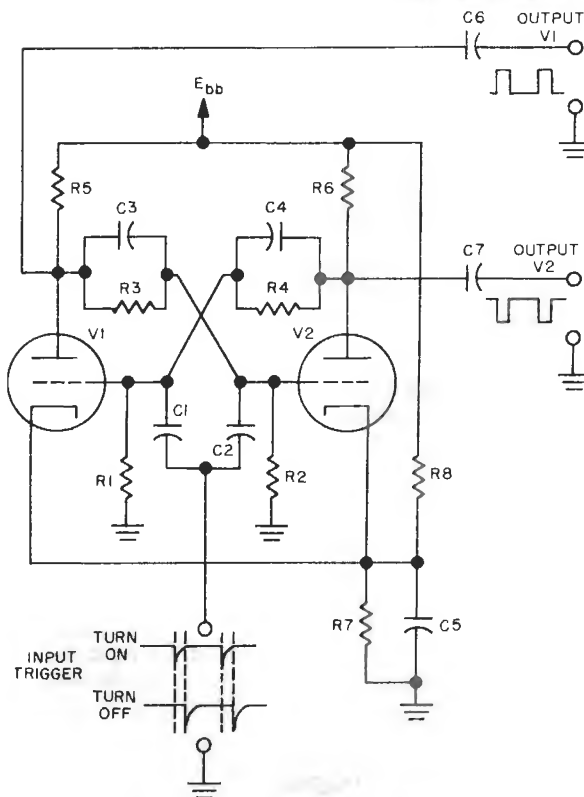 C6 OUTPUT
V1
Ebb
R5
R6
C3
C4
C7 OUTPUT
V2
R3
R4
V1
V2
C1
C2
R1
R2
R8
R7
C5
INPUT
TRIGGER
TURN
ON
TURN
OFF